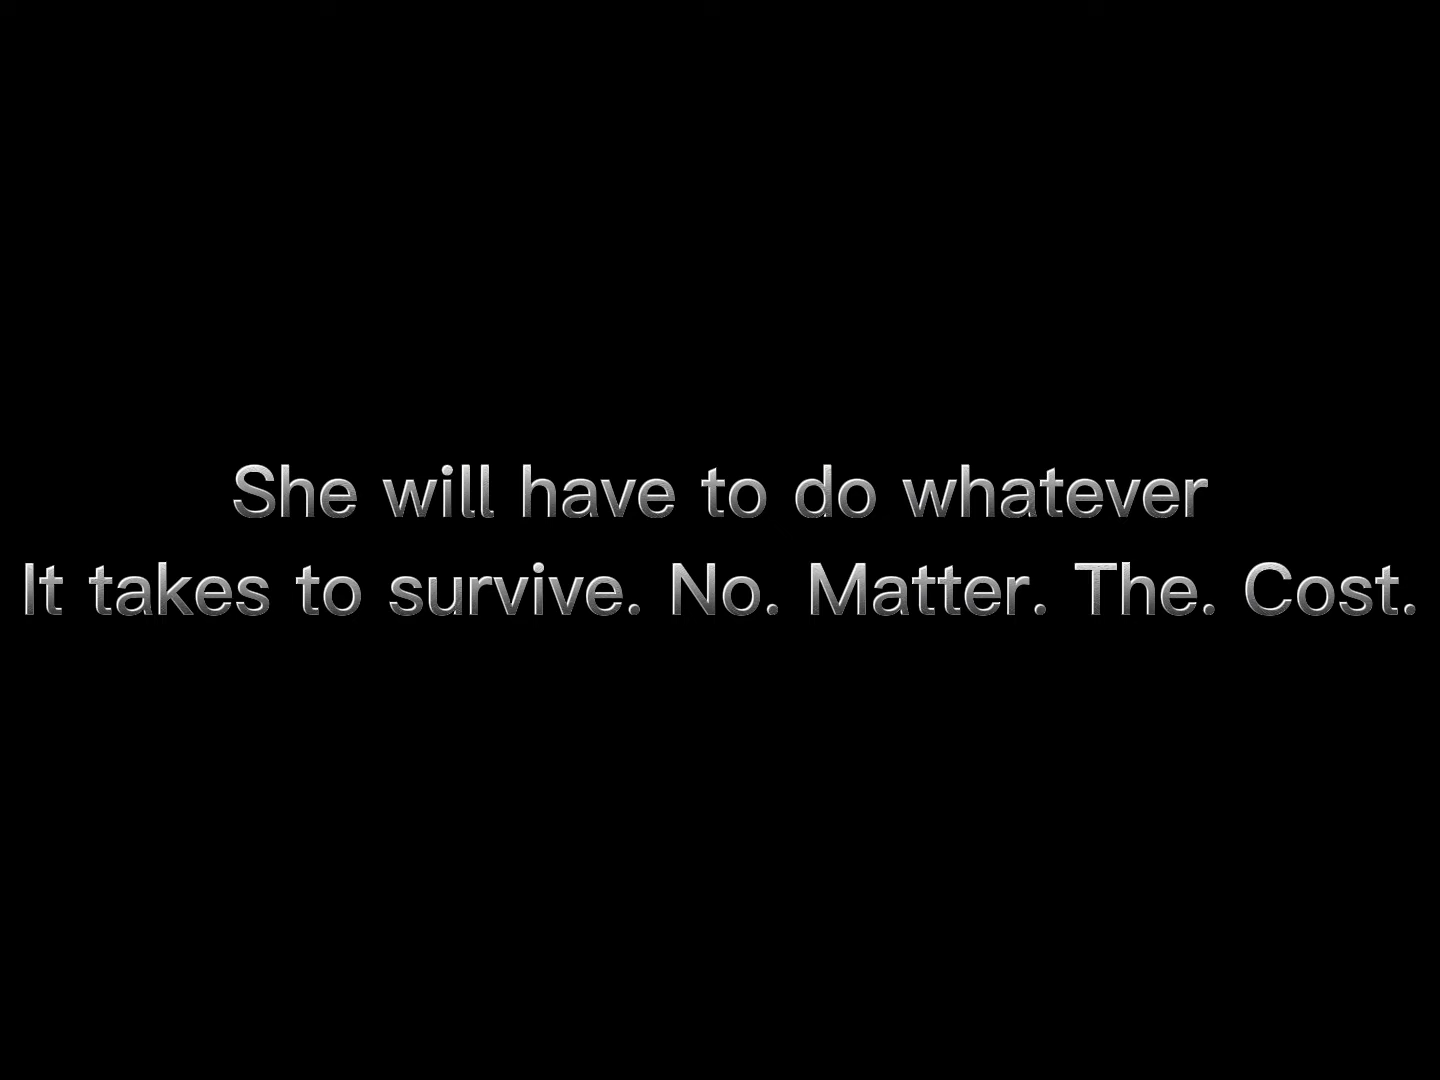 She will have to do whatever
It takes to survive. No. Matter. The. Cost.